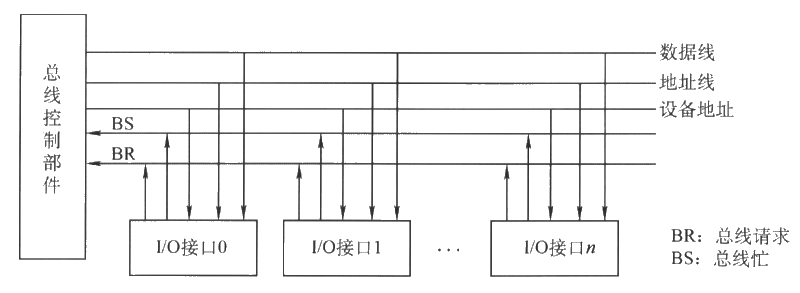 总线控制部件
数据线
地址线
设备地址
BS
BR
I/O接口0
I/O接口1
...
I/O接口n
BR：总线请求
BS：总线忙